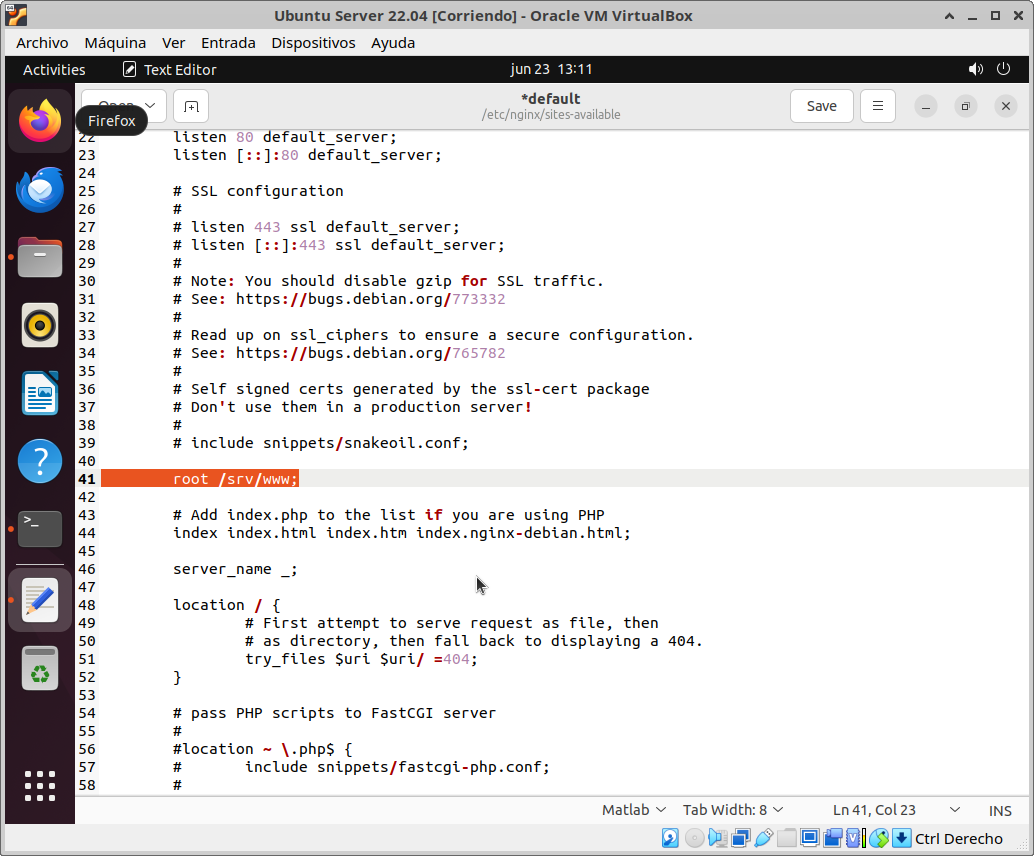 Ubuntu Server 22.04 [Corriendo] - Oracle VM VirtualBox
Archivo Máquina Ver Entrada Dispositivos Ayuda
Activities Text Editor jun 23 13:11
Open *default Save
/etc/nginx/sites-available
Firefox
22 listen 80 default_server;
23 listen [::]:80 default_server;
24
25 # SSL configuration
26 #
27 # listen 443 ssl default_server;
28 # listen [::]:443 ssl default_server;
29 #
30 # Note: You should disable gzip for SSL traffic.
31 # See: https://bugs.debian.org/773332
32 #
33 # Read up on ssl_ciphers to ensure a secure configuration.
34 # See: https://bugs.debian.org/765782
35 #
36 # Self signed certs generated by the ssl-cert package
37 # Don't use them in a production server!
38 #
39 # include snippets/snakeoil.conf;
40
41 root /srv/www;
42
43 # Add index.php to the list if you are using PHP
44 index index.html index.htm index.nginx-debian.html;
45
46 server_name _;
47
48 location / {
49 # First attempt to serve request as file, then
50 # as directory, then fall back to displaying a 404.
51 try_files $uri $uri/ =404;
52 }
53
54 # pass PHP scripts to FastCGI server
55 #
56 #location ~ \.php$ {
57 # include snippets/fastcgi-php.conf;
58 #
Matlab Tab Width: 8 Ln 41, Col 23 INS
Ctrl Derecho